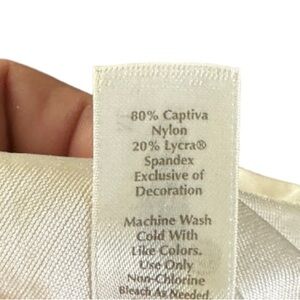 80% Captiva
Nylon
20% Lycra®
Spandex
Exclusive of
Decoration
Machine Wash
Cold With
Like Colors.
Use Only
Non-Chlorine
Bleach As Needed